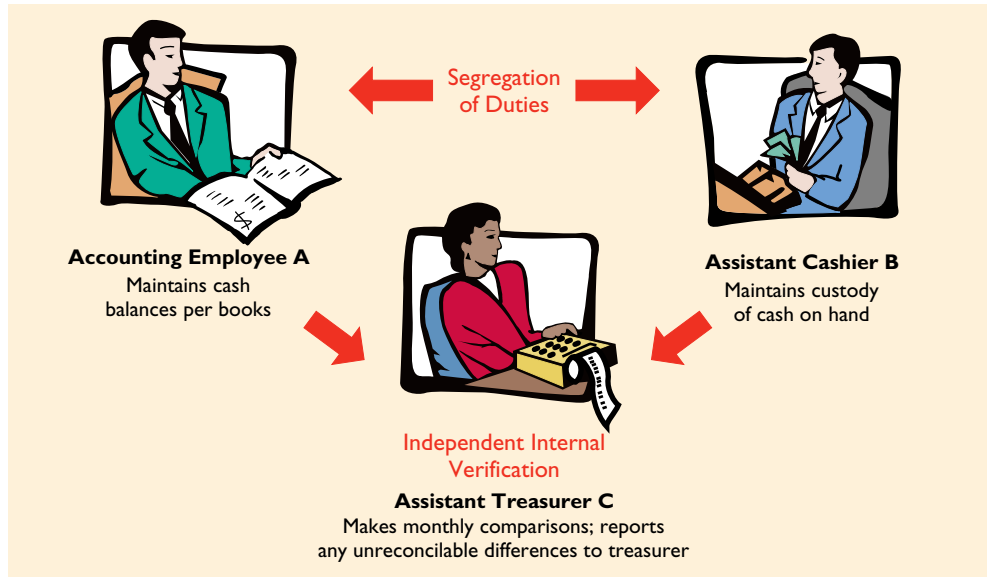 Segregation
of Duties
Accounting Employee A
Maintains cash
balances per books
Assistant Cashier B
Maintains custody
of cash on hand
$
Independent Internal
Verification
Assistant Treasurer C
Makes monthly comparisons; reports
any unreconcilable differences to treasurer